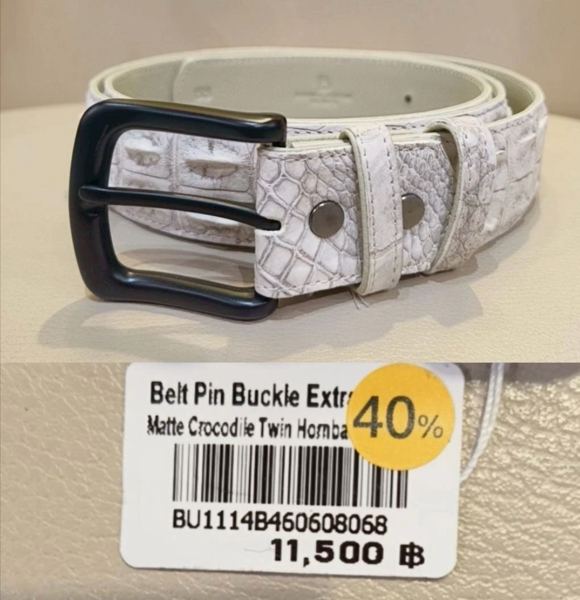 Belt Pin Buckle Extr
Matte Crocodile Twin Hornba
40%
BU1114B460608068
11,500 ฿